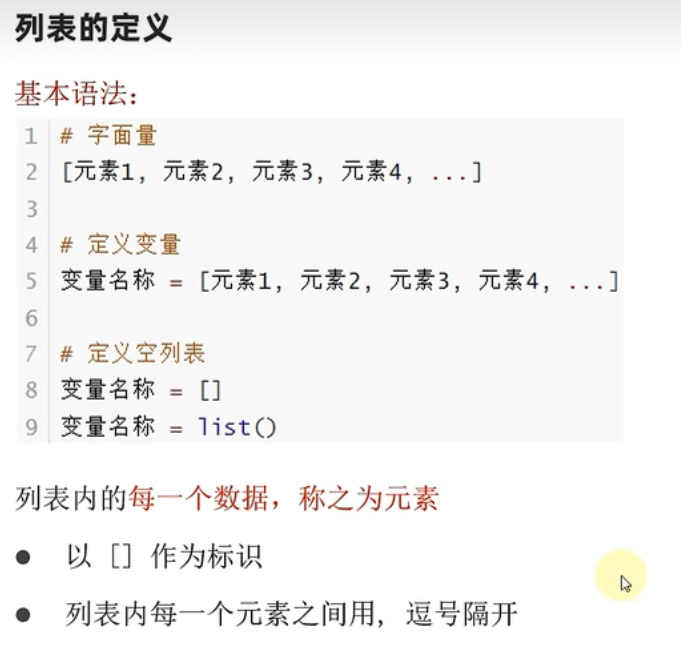 列表的定义
基本语法：
1 # 字面量
2 [元素1, 元素2, 元素3, 元素4, ...]
3
4 # 定义变量
5 变量名称 = [元素1, 元素2, 元素3, 元素4, ...]
6
7 # 定义空列表
8 变量名称 = []
9 变量名称 = list()
列表内的每一个数据，称之为元素
● 以 [] 作为标识
● 列表内每一个元素之间用, 逗号隔开